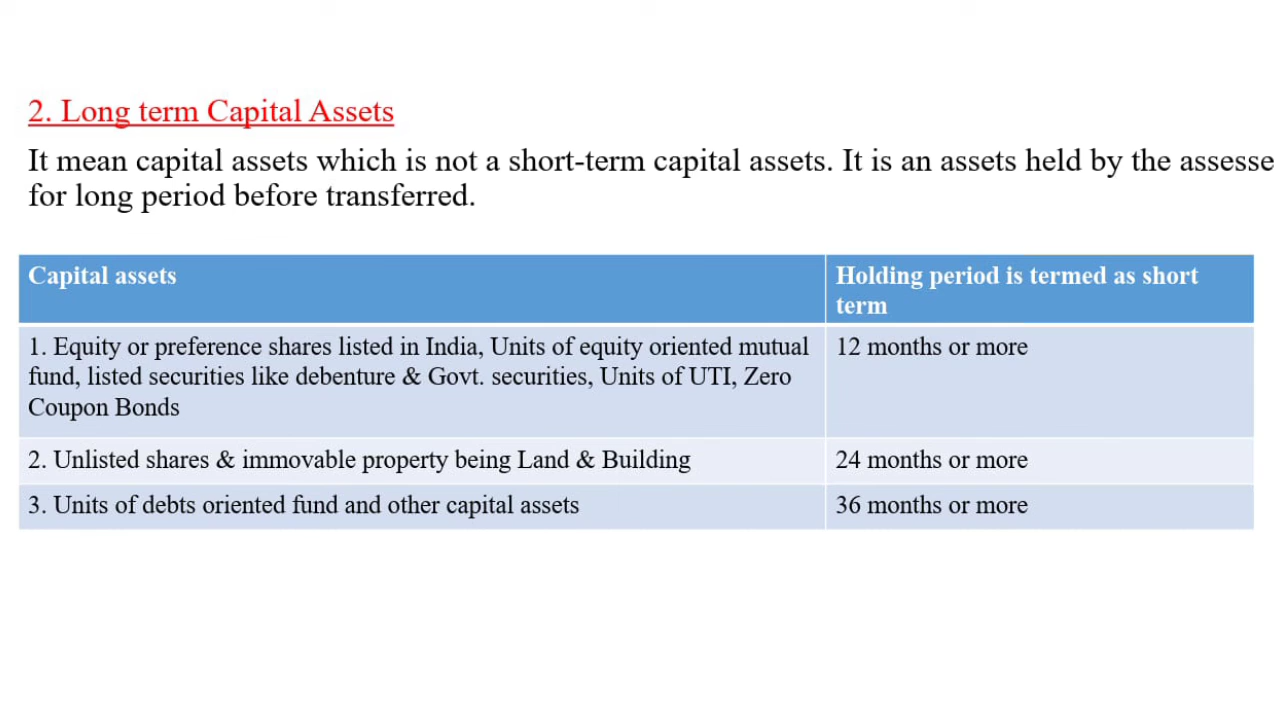 2. Long term Capital Assets
It mean capital assets which is not a short-term capital assets. It is an assets held by the assesse
for long period before transferred.
Capital assets
Holding period is termed as short
term
1. Equity or preference shares listed in India, Units of equity oriented mutual
fund, listed securities like debenture & Govt. securities, Units of UTI, Zero
Coupon Bonds
12 months or more
2. Unlisted shares & immovable property being Land & Building
24 months or more
3. Units of debts oriented fund and other capital assets
36 months or more